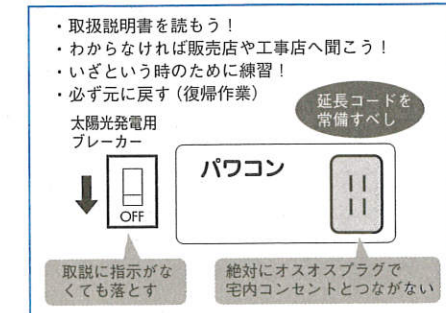 ・取扱説明書を読もう！
・わからなければ販売店や工事店へ聞こう！
・いざという時のために練習！
・必ず元に戻す（復帰作業）
延長コードを
常備すべし
太陽光発電用
ブレーカー
パワコン
OFF
取説に指示がな
くても落とす
絶対にオスオスプラグで
宅内コンセントとつながない